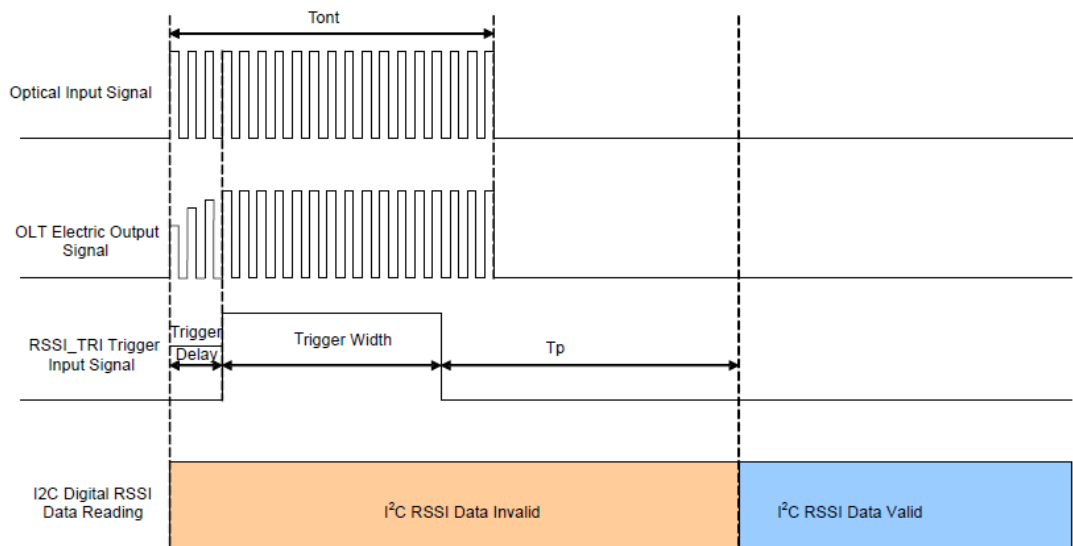 Tont
Optical Input Signal
OLT Electric Output
Signal
RSSI_TRI Trigger
Input Signal
Trigger
Delay
Trigger Width
Tp
I2C Digital RSSI
Data Reading
I²C RSSI Data Invalid
I²C RSSI Data Valid